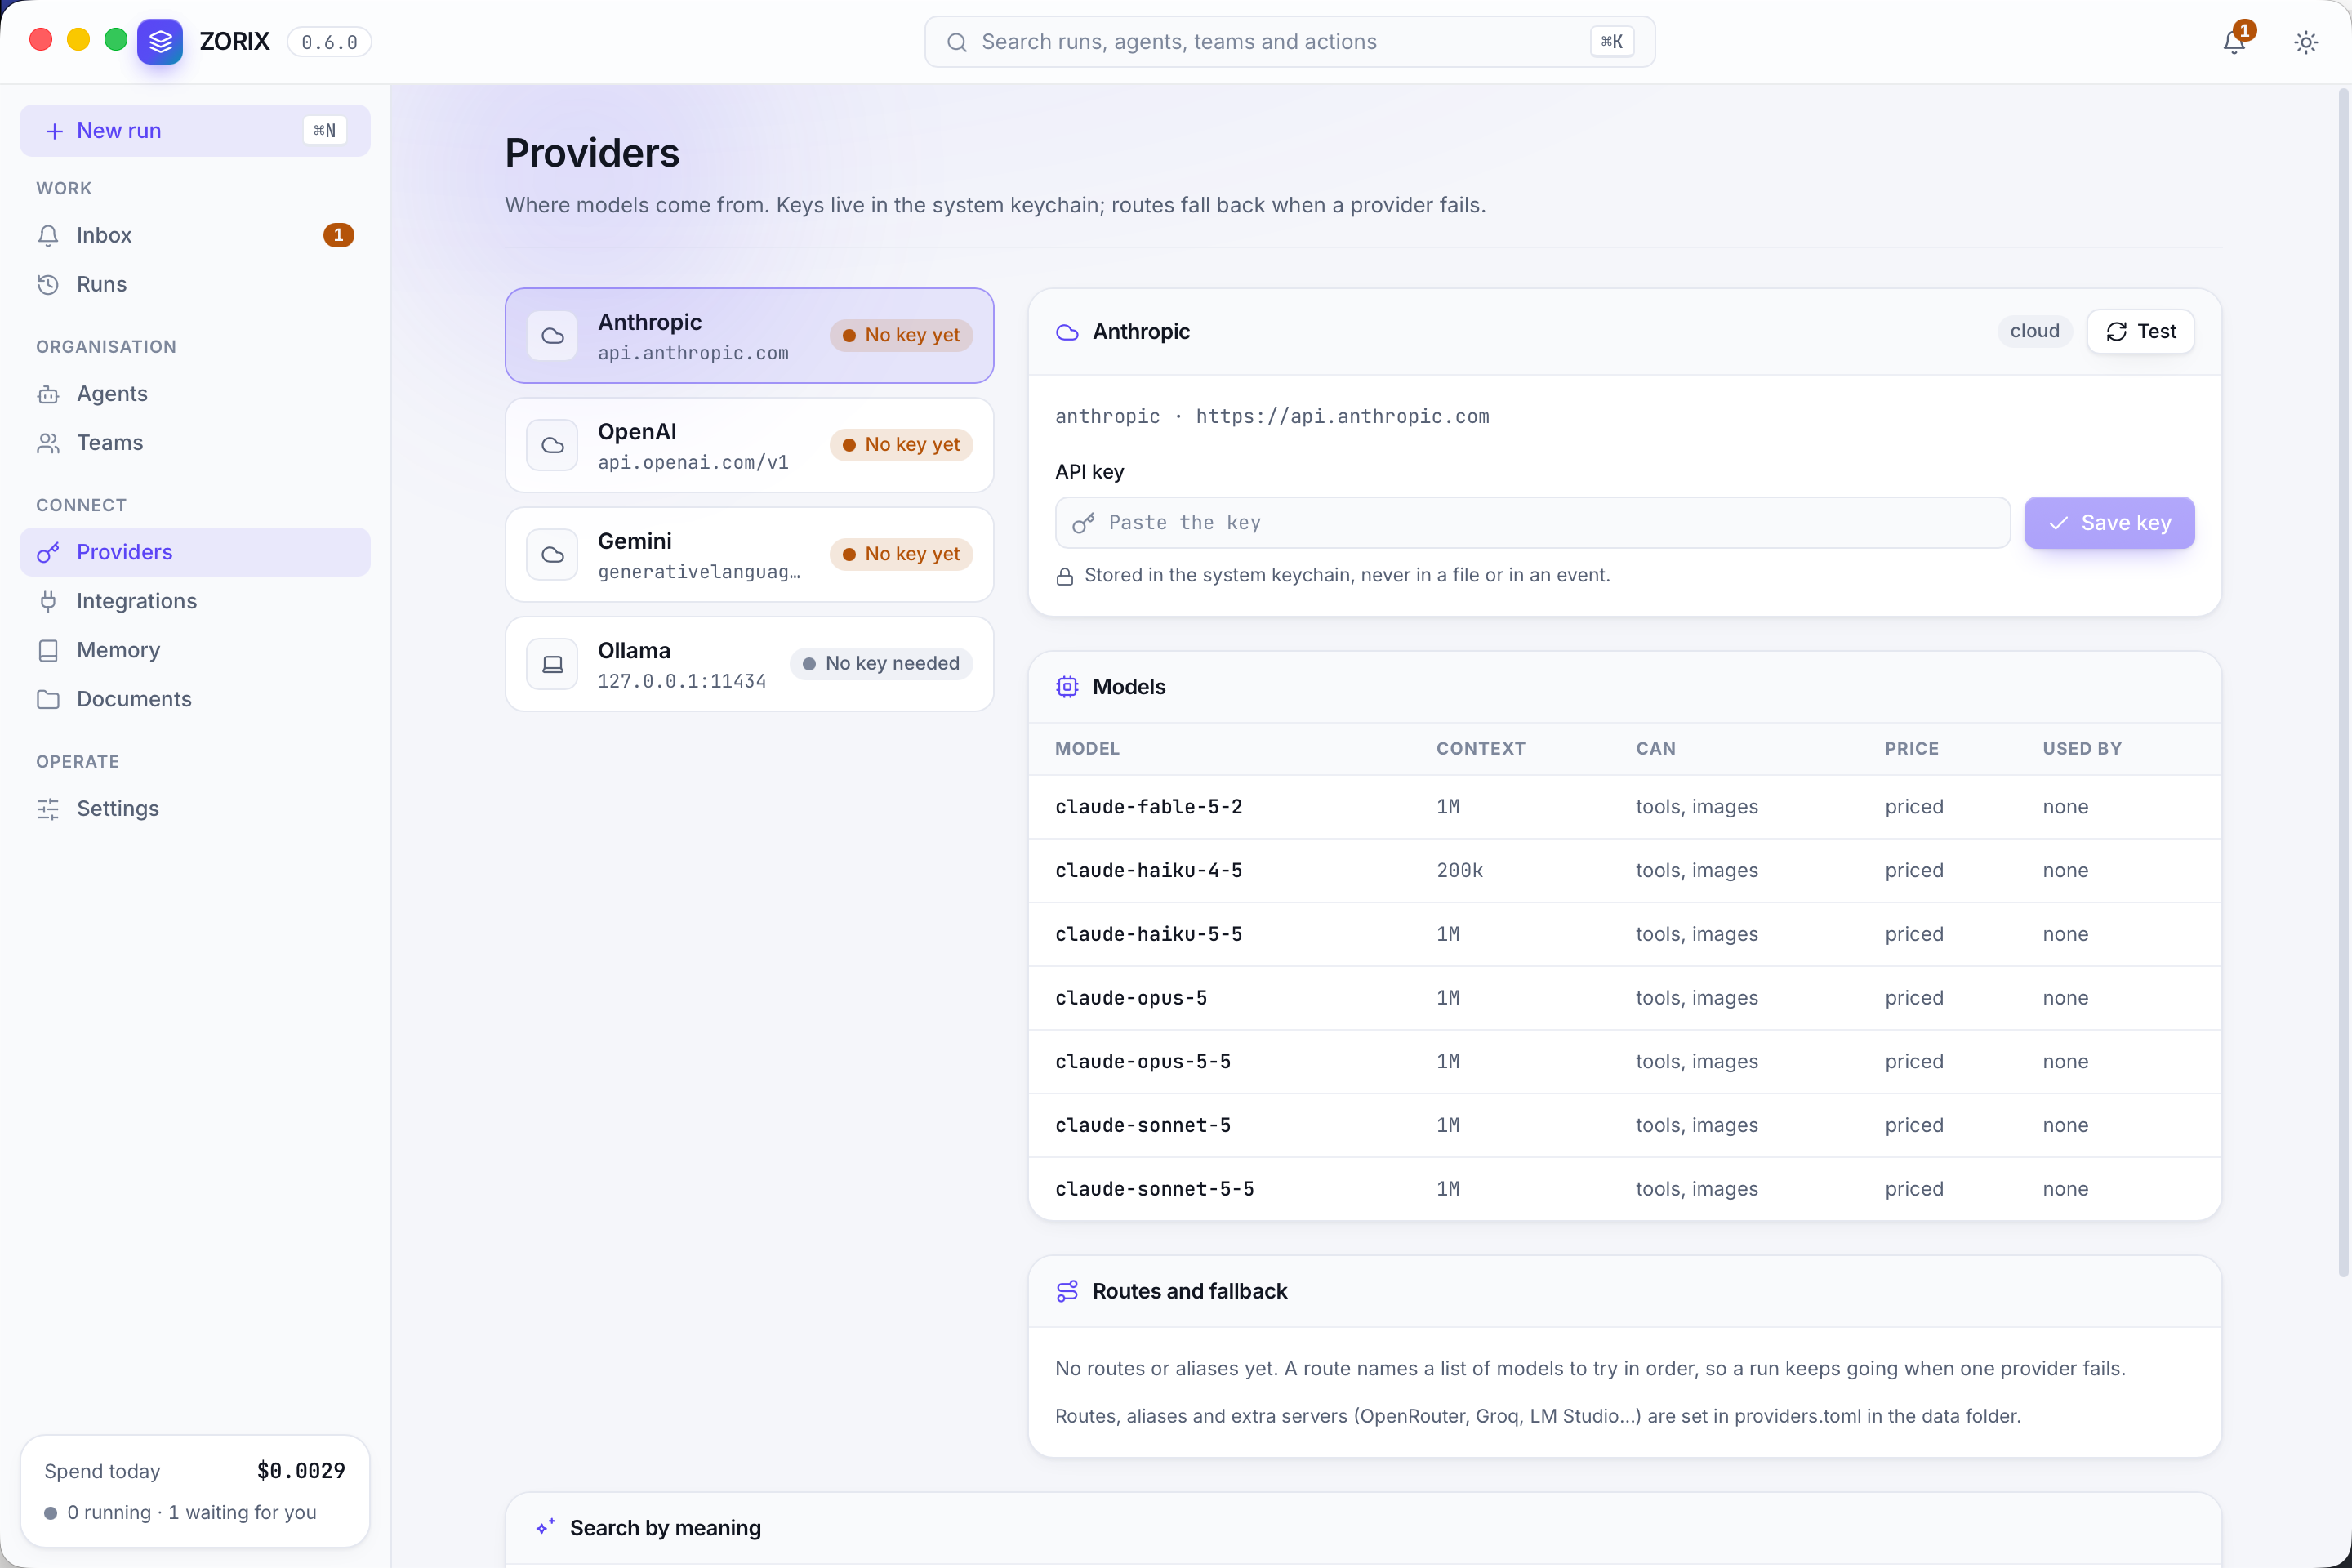 ZORIX 0.6.0
Search runs, agents, teams and actions ⌘K
1
New run ⌘N
WORK
Inbox 1
Runs
ORGANISATION
Agents
Teams
CONNECT
Providers
Integrations
Memory
Documents
OPERATE
Settings
Spend today $0.0029
0 running · 1 waiting for you
Providers
Where models come from. Keys live in the system keychain; routes fall back when a provider fails.
Anthropic
api.anthropic.com
No key yet
OpenAI
api.openai.com/v1
No key yet
Gemini
generativelanguag…
No key yet
Ollama
127.0.0.1:11434
No key needed
Anthropic cloud Test
anthropic · https://api.anthropic.com
API key
Paste the key Save key
Stored in the system keychain, never in a file or in an event.
Models
MODEL CONTEXT CAN PRICE USED BY
claude-fable-5-2 1M tools, images priced none
claude-haiku-4-5 200k tools, images priced none
claude-haiku-5-5 1M tools, images priced none
claude-opus-5 1M tools, images priced none
claude-opus-5-5 1M tools, images priced none
claude-sonnet-5 1M tools, images priced none
claude-sonnet-5-5 1M tools, images priced none
Routes and fallback
No routes or aliases yet. A route names a list of models to try in order, so a run keeps going when one provider fails.
Routes, aliases and extra servers (OpenRouter, Groq, LM Studio…) are set in providers.toml in the data folder.
Search by meaning